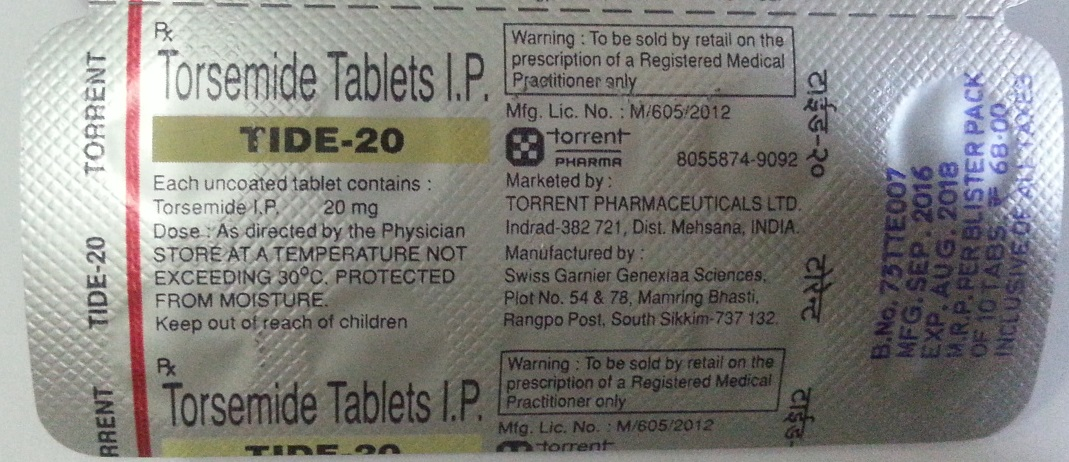 TORRENT
TIDE-20
RRENT
Rx
Torsemide Tablets I.P.
TIDE-20
Each uncoated tablet contains :
Torsemide I.P. 20 mg
Dose : As directed by the Physician
STORE AT A TEMPERATURE NOT
EXCEEDING 30°C. PROTECTED
FROM MOISTURE.
Keep out of reach of children
Warning : To be sold by retail on the
prescription of a Registered Medical
Practitioner only
Mfg. Lic. No. : M/605/2012
torrent
PHARMA 8055874-9092
Marketed by :
TORRENT PHARMACEUTICALS LTD.
Indrad-382 721, Dist. Mehsana, INDIA.
Manufactured by :
Swiss Garnier Genexiaa Sciences,
Plot No. 54 & 78, Mamring Bhasti,
Rangpo Post, South Sikkim-737 132.
टाईड-२०
टोरेन्ट
टाईड-
B.No. 73TTE007
MFG. SEP. 2016
EXP. AUG. 2018
M.R.P. PER BLISTER PACK
OF 10 TABS. ₹ 68.00
INCLUSIVE OF ALL TAXES
Rx
Torsemide Tablets I.P.
TIDE-20
Warning : To be sold by retail on the
prescription of a Registered Medical
Practitioner only
Mfg. Lic. No. : M/605/2012
torrent